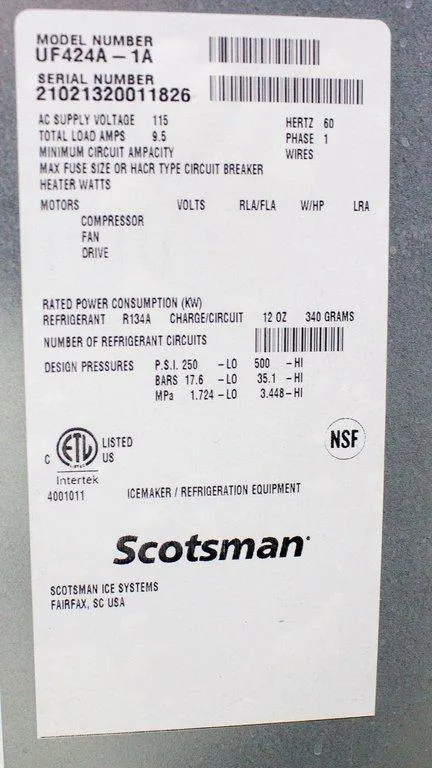 MODEL NUMBER
UF424A – 1A
SERIAL NUMBER
21021320011826
AC SUPPLY VOLTAGE 115 HERTZ 60
TOTAL LOAD AMPS 9.5 PHASE 1
MINIMUM CIRCUIT AMPACITY WIRES
MAX FUSE SIZE OR HACR TYPE CIRCUIT BREAKER
HEATER WATTS
MOTORS VOLTS RLA/FLA W/HP LRA
COMPRESSOR
FAN
DRIVE
RATED POWER CONSUMPTION (KW)
REFRIGERANT R134A CHARGE/CIRCUIT 12 OZ 340 GRAMS
NUMBER OF REFRIGERANT CIRCUITS
DESIGN PRESSURES P.S.I. 250 – LO 500 – HI
BARS 17.6 – LO 35.1 – HI
MPa 1.724 – LO 3.448 – HI
C ETL LISTED US
LISTED
Intertek
4001011
NSF
ICEMAKER / REFRIGERATION EQUIPMENT
Scotsman
SCOTSMAN ICE SYSTEMS
FAIRFAX, SC USA